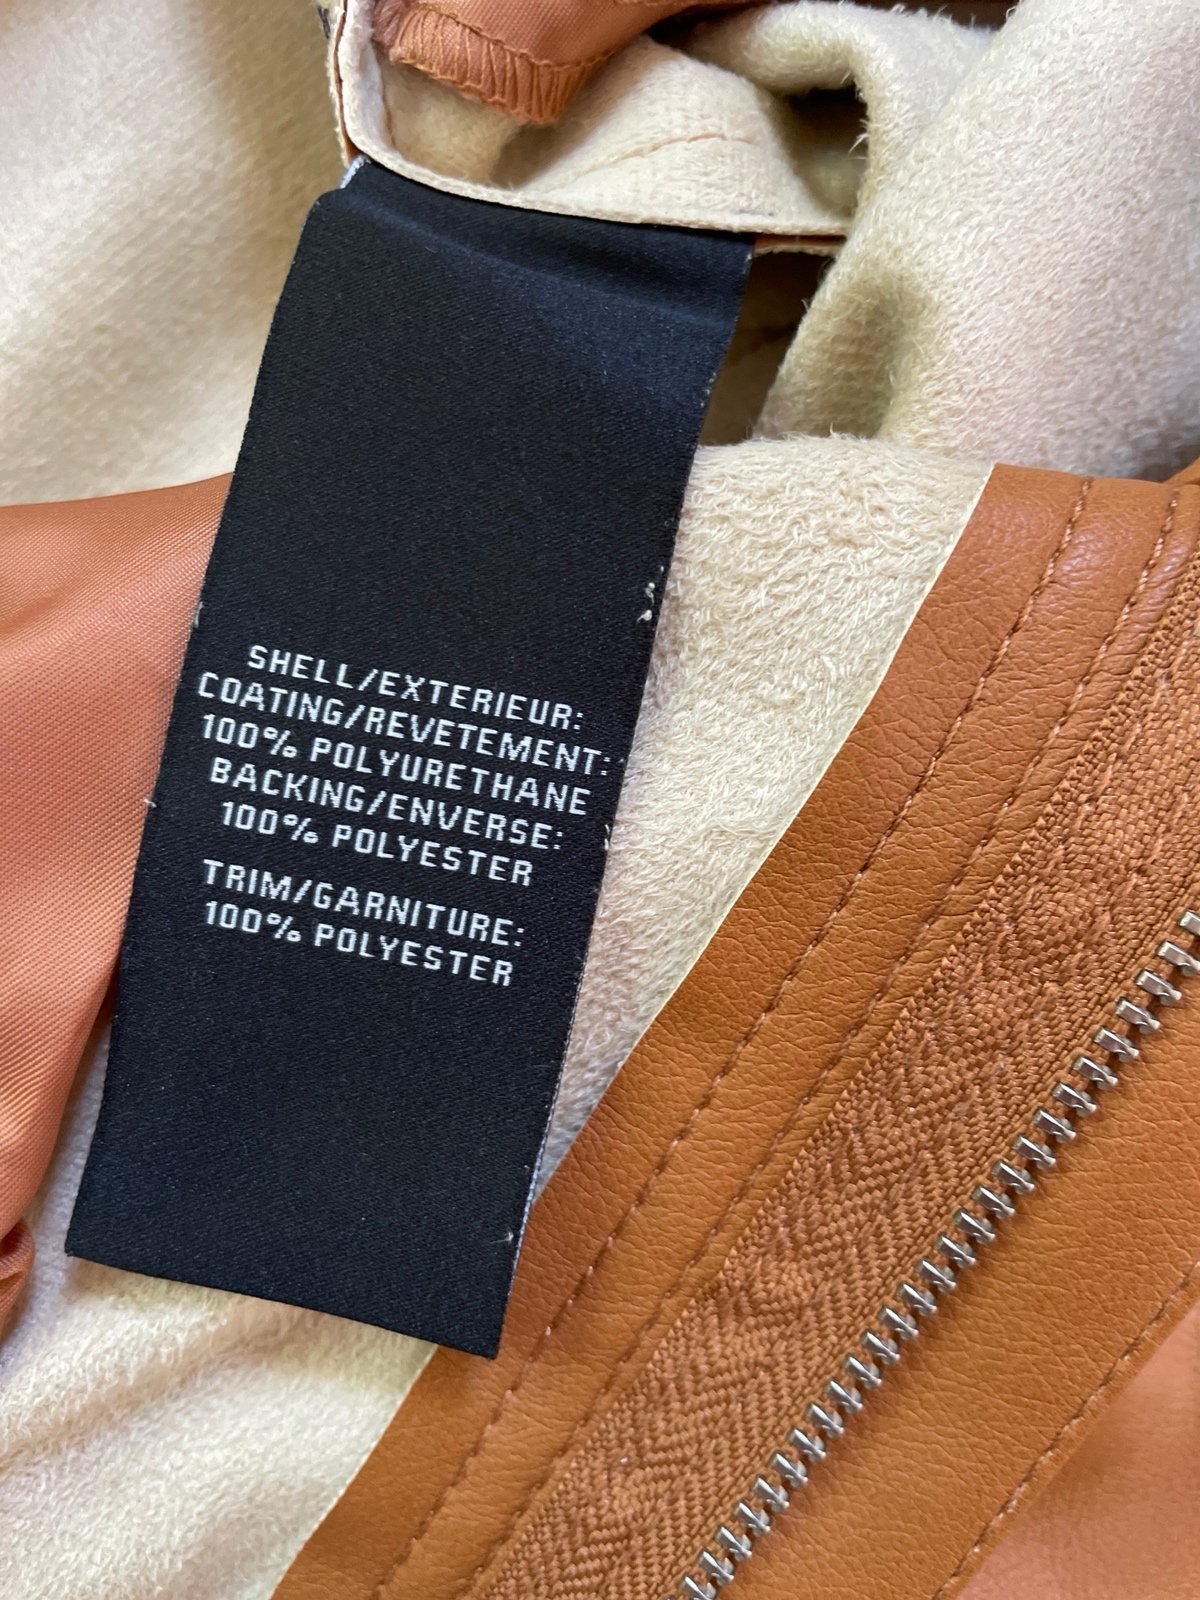 SHELL/EXTERIEUR:
COATING/REVETEMENT:
100% POLYURETHANE
BACKING/ENVERSE:
100% POLYESTER
TRIM/GARNITURE:
100% POLYESTER